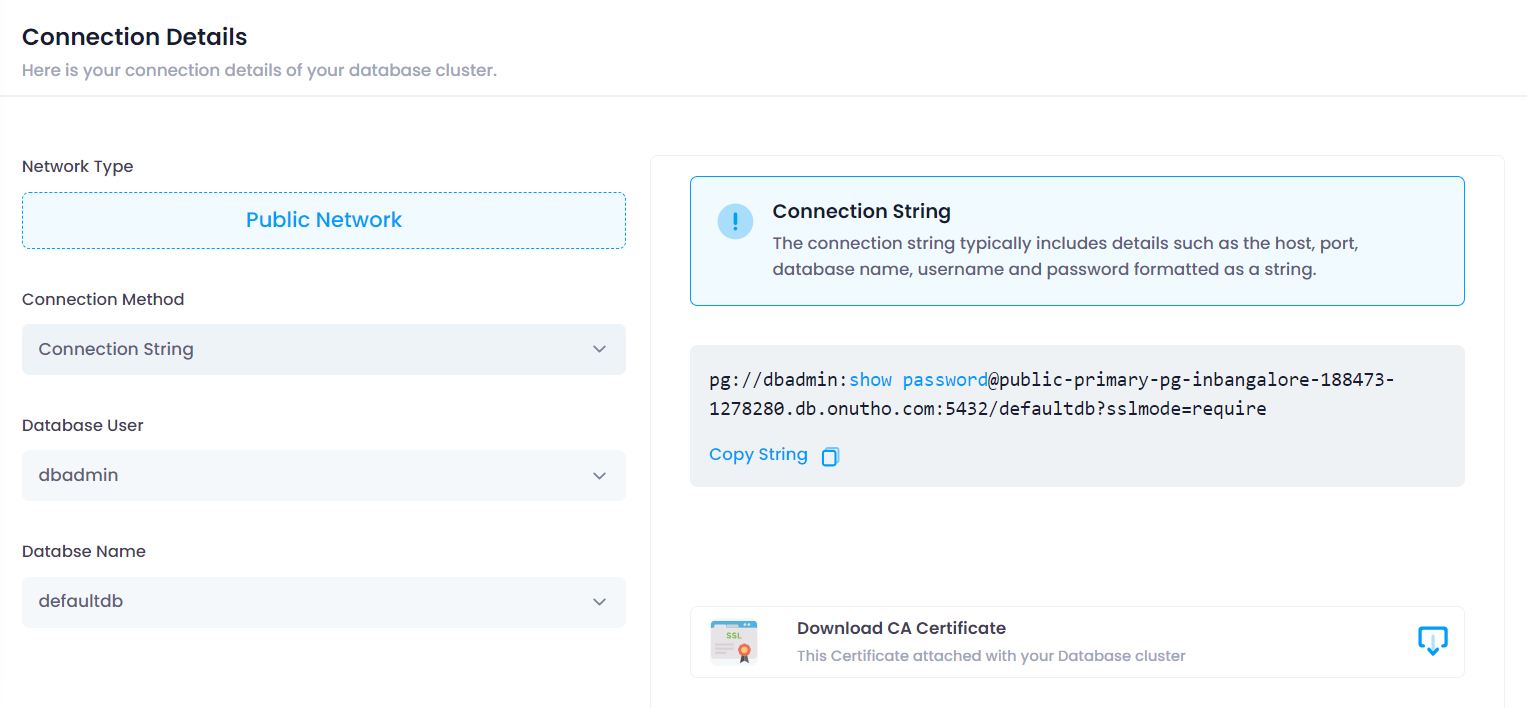 Connection Details
Here is your connection details of your database cluster.
Network Type
Public Network
Connection Method
Connection String
Database User
dbadmin
Databse Name
defaultdb
!
Connection String
The connection string typically includes details such as the host, port,
database name, username and password formatted as a string.
pg://dbadmin:show password@public-primary-pg-inbangalore-188473-
1278280.db.onutho.com:5432/defaultdb?sslmode=require
Copy String
SSL
Download CA Certificate
This Certificate attached with your Database cluster